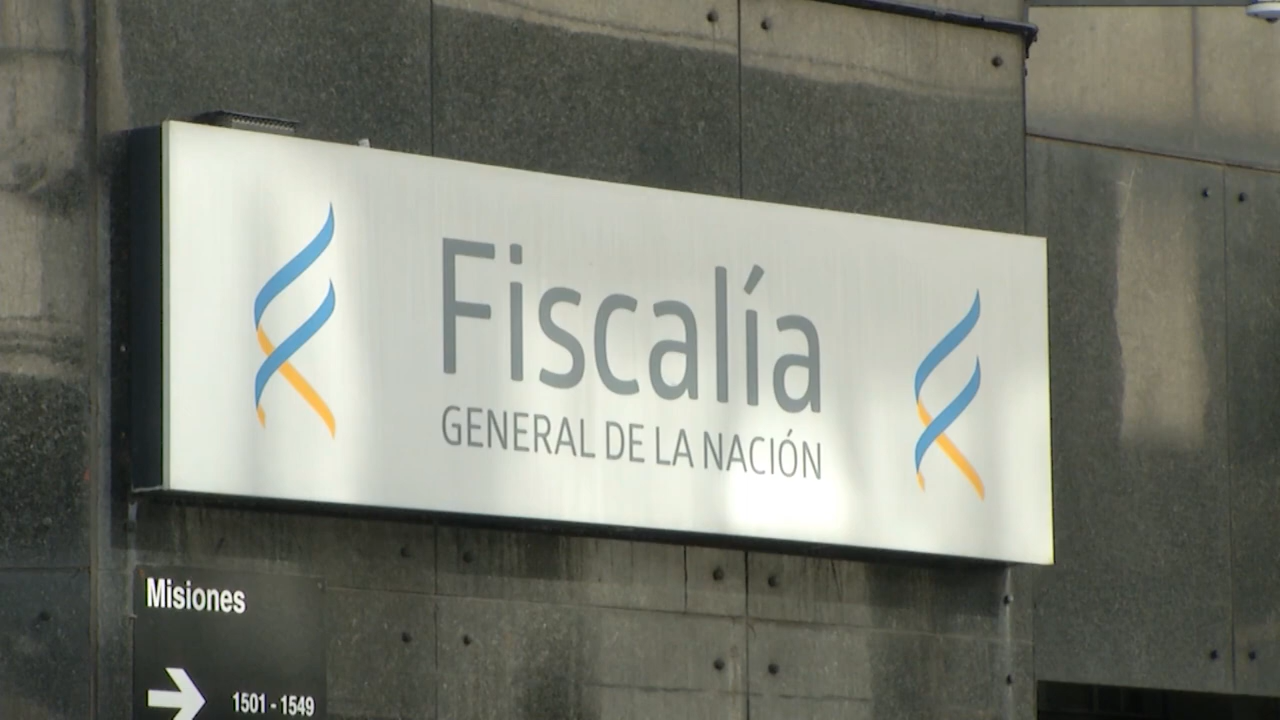 Fiscalía
GENERAL DE LA NACIÓN
Misiones
1501 - 1549